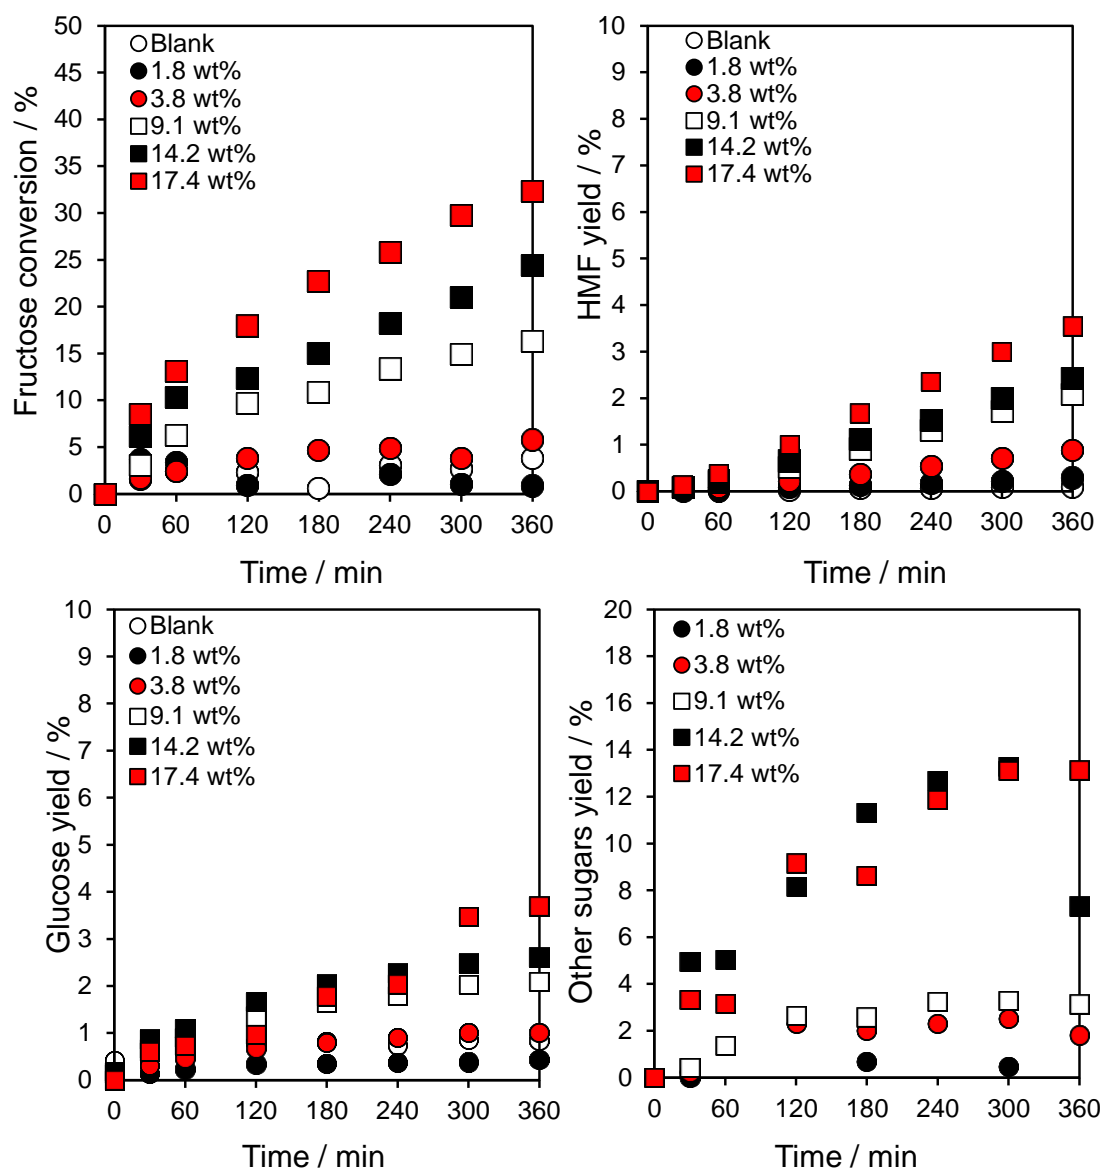 Fructose conversion / %
50
45
40
35
30
25
20
15
10
5
0
Blank
1.8 wt%
3.8 wt%
9.1 wt%
14.2 wt%
17.4 wt%
0 60 120 180 240 300 360
Time / min
HMF yield / %
10
9
8
7
6
5
4
3
2
1
0
Blank
1.8 wt%
3.8 wt%
9.1 wt%
14.2 wt%
17.4 wt%
0 60 120 180 240 300 360
Time / min
Glucose yield / %
10
9
8
7
6
5
4
3
2
1
0
Blank
1.8 wt%
3.8 wt%
9.1 wt%
14.2 wt%
17.4 wt%
0 60 120 180 240 300 360
Time / min
Other sugars yield / %
20
18
16
14
12
10
8
6
4
2
0
1.8 wt%
3.8 wt%
9.1 wt%
14.2 wt%
17.4 wt%
0 60 120 180 240 300 360
Time / min